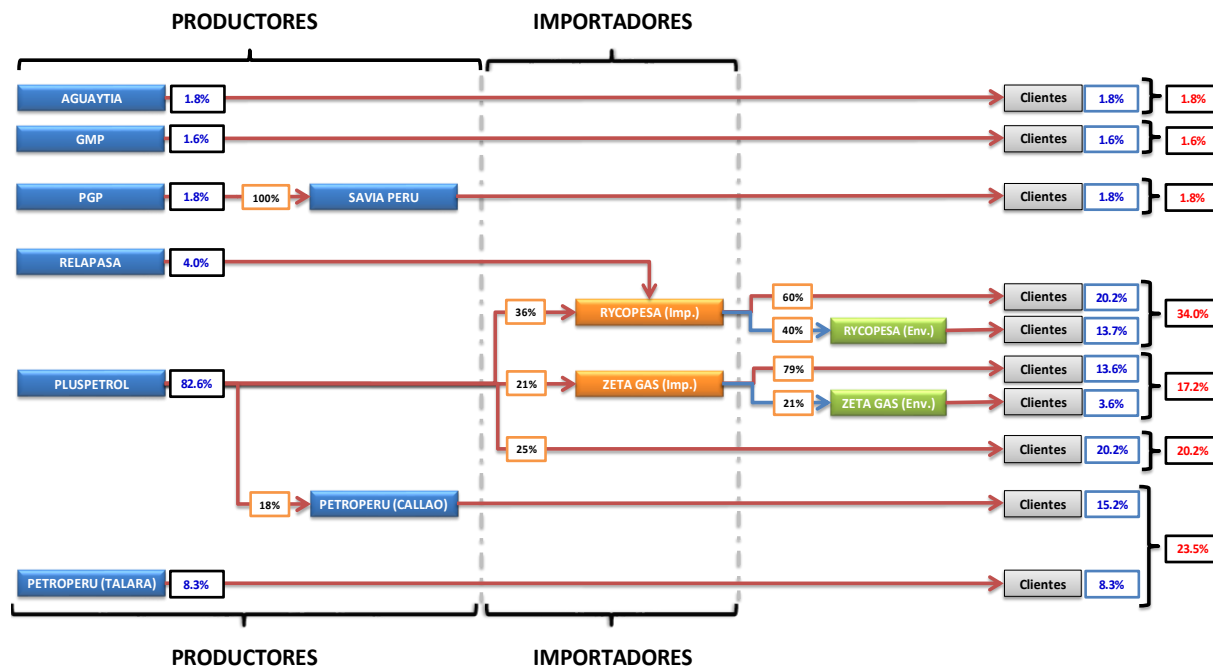 PRODUCTORES IMPORTADORES
AGUAYTIA 1.8% Clientes 1.8% 1.8%
GMP 1.6% Clientes 1.6% 1.6%
PGP 1.8% 100% SAVIA PERU Clientes 1.8% 1.8%
RELAPASA 4.0%
60% Clientes 20.2%
36% RYCOPESA (Imp.) 34.0%
40% RYCOPESA (Env.) Clientes 13.7%
79% Clientes 13.6%
PLUSPETROL 82.6% 21% ZETA GAS (Imp.) 17.2%
21% ZETA GAS (Env.) Clientes 3.6%
25% Clientes 20.2% 20.2%
18% PETROPERU (CALLAO) Clientes 15.2%
23.5%
PETROPERU (TALARA) 8.3% Clientes 8.3%
PRODUCTORES IMPORTADORES